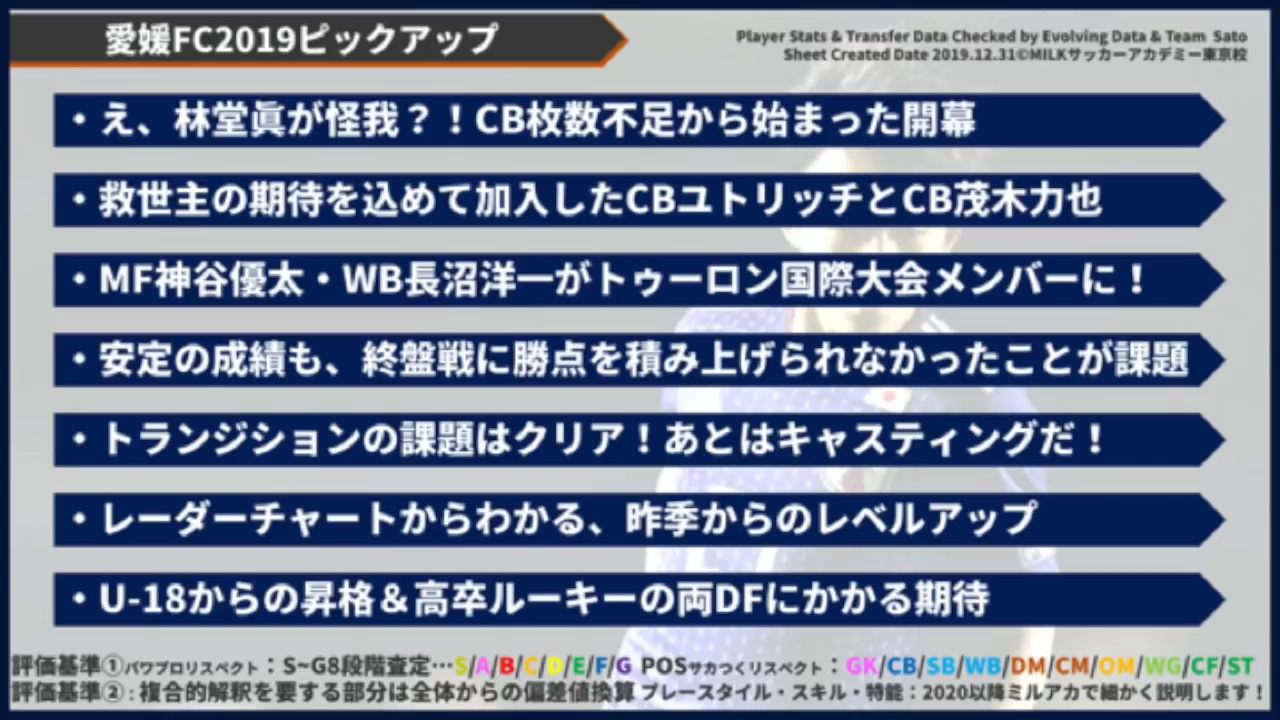 愛媛FC2019ピックアップ
Player Stats & Transfer Data Checked by Evolving Data & Team Sato
Sheet Created Date 2019.12.31©MILKサッカーアカデミー東京校
・え、林堂眞が怪我？！CB枚数不足から始まった開幕
・救世主の期待を込めて加入したCBユトリッチとCB茂木力也
・MF神谷優太・WB長沼洋一がトゥーロン国際大会メンバーに！
・安定の成績も、終盤戦に勝点を積み上げられなかったことが課題
・トランジションの課題はクリア！あとはキャスティングだ！
・レーダーチャートからわかる、昨季からのレベルアップ
・U-18からの昇格＆高卒ルーキーの両DFにかかる期待
評価基準①パワプロリスペクト：S~G8段階査定…S/A/B/C/D/E/F/G POSサカつくリスペクト：GK/CB/SB/WB/DM/CM/OM/WG/CF/ST
評価基準②：複合的解釈を要する部分は全体からの偏差値換算 プレースタイル・スキル・特能：2020以降ミルアカで細かく説明します！